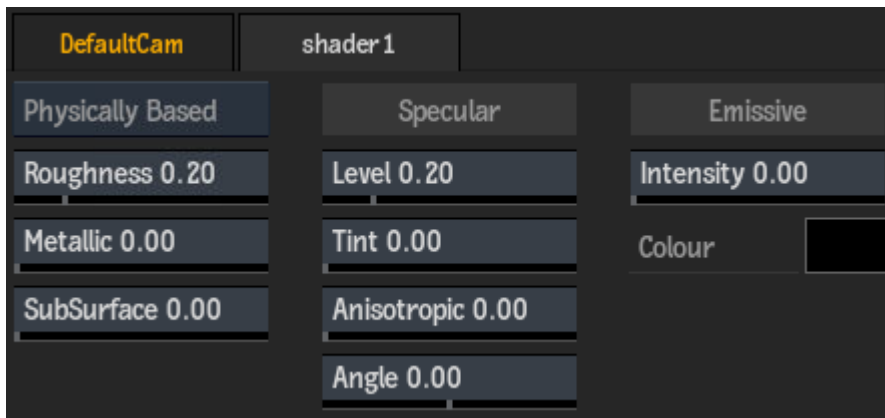 DefaultCam shader1
Physically Based Specular Emissive
Roughness 0.20 Level 0.20 Intensity 0.00
Metallic 0.00 Tint 0.00 Colour
SubSurface 0.00 Anisotropic 0.00
Angle 0.00